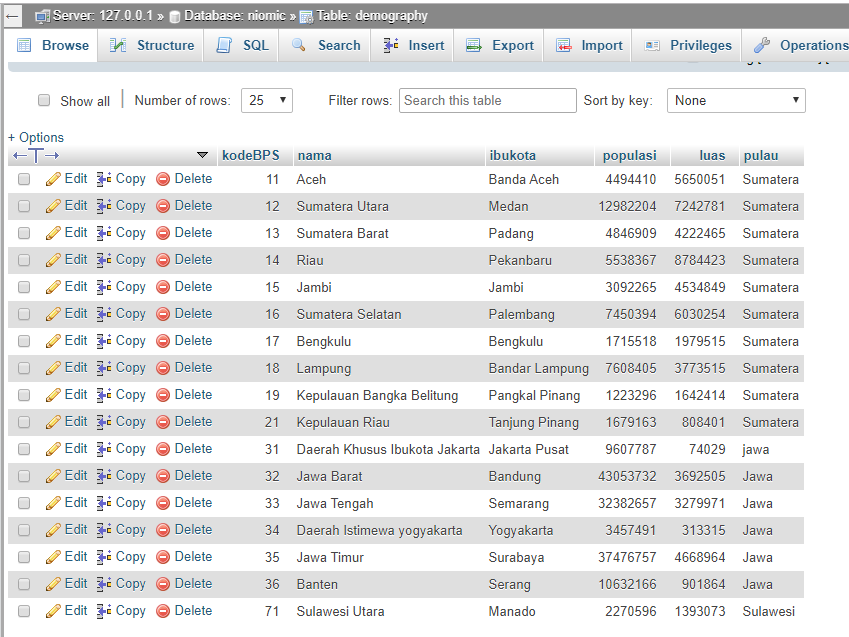 Server: 127.0.0.1 » Database: niomic » Table: demography
Browse Structure SQL Search Insert Export Import Privileges Operations
Show all Number of rows: 25 Filter rows: Search this table Sort by key: None
+ Options
←T→ kodeBPS nama ibukota populasi luas pulau
Edit Copy Delete 11 Aceh Banda Aceh 4494410 5650051 Sumatera
Edit Copy Delete 12 Sumatera Utara Medan 12982204 7242781 Sumatera
Edit Copy Delete 13 Sumatera Barat Padang 4846909 4222465 Sumatera
Edit Copy Delete 14 Riau Pekanbaru 5538367 8784423 Sumatera
Edit Copy Delete 15 Jambi Jambi 3092265 4534849 Sumatera
Edit Copy Delete 16 Sumatera Selatan Palembang 7450394 6030254 Sumatera
Edit Copy Delete 17 Bengkulu Bengkulu 1715518 1979515 Sumatera
Edit Copy Delete 18 Lampung Bandar Lampung 7608405 3773515 Sumatera
Edit Copy Delete 19 Kepulauan Bangka Belitung Pangkal Pinang 1223296 1642414 Sumatera
Edit Copy Delete 21 Kepulauan Riau Tanjung Pinang 1679163 808401 Sumatera
Edit Copy Delete 31 Daerah Khusus Ibukota Jakarta Jakarta Pusat 9607787 74029 jawa
Edit Copy Delete 32 Jawa Barat Bandung 43053732 3692505 Jawa
Edit Copy Delete 33 Jawa Tengah Semarang 32382657 3279971 Jawa
Edit Copy Delete 34 Daerah Istimewa yogyakarta Yogyakarta 3457491 313315 Jawa
Edit Copy Delete 35 Jawa Timur Surabaya 37476757 4668964 Jawa
Edit Copy Delete 36 Banten Serang 10632166 901864 Jawa
Edit Copy Delete 71 Sulawesi Utara Manado 2270596 1393073 Sulawesi